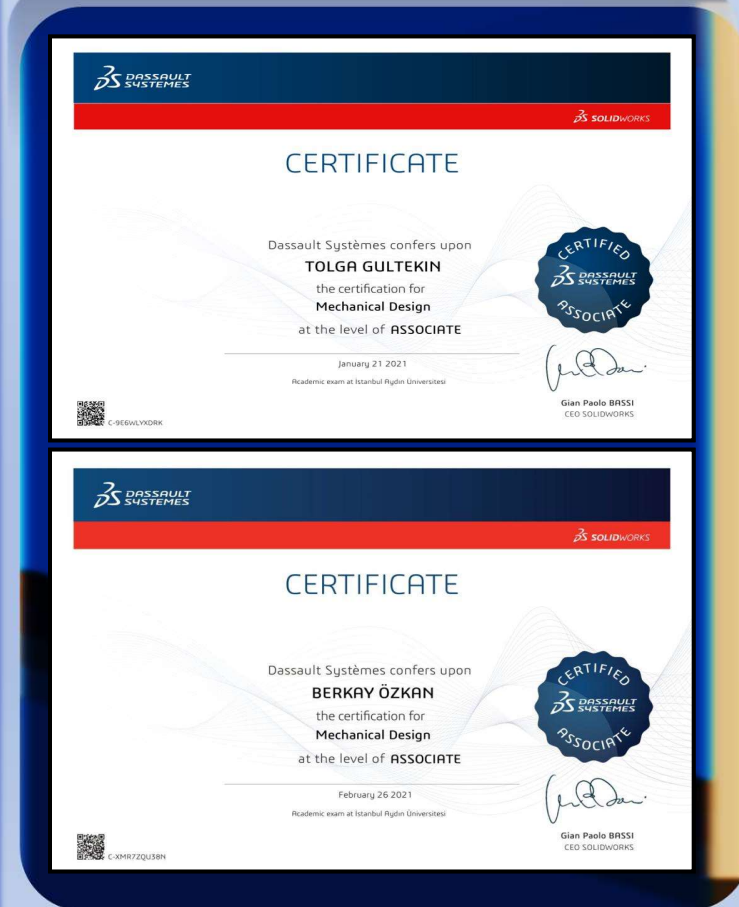 DASSAULT
SYSTEMES
SOLIDWORKS
CERTIFICATE
Dassault Systèmes confers upon
TOLGA GULTEKIN
the certification for
Mechanical Design
at the level of ASSOCIATE
January 21 2021
Academic exam at İstanbul Aydın Üniversitesi
CERTIFIED
DASSAULT
SYSTEMES
ASSOCIATE
Gian Paolo BASSI
CEO SOLIDWORKS
C-9E6WLYXDRK
DASSAULT
SYSTEMES
SOLIDWORKS
CERTIFICATE
Dassault Systèmes confers upon
BERKAY ÖZKAN
the certification for
Mechanical Design
at the level of ASSOCIATE
February 26 2021
Academic exam at İstanbul Aydın Üniversitesi
CERTIFIED
DASSAULT
SYSTEMES
ASSOCIATE
Gian Paolo BASSI
CEO SOLIDWORKS
C-XMR7ZQU38N